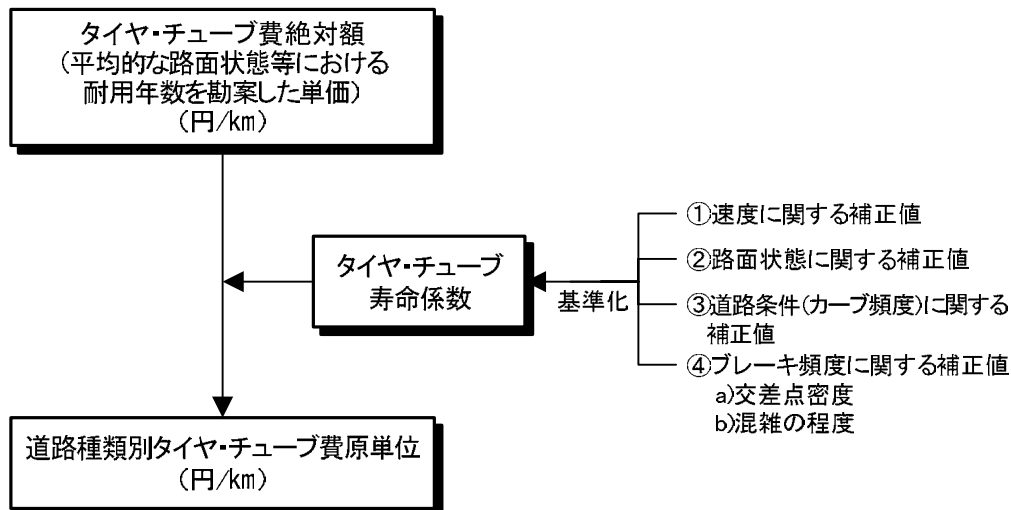 タイヤ・チューブ費絶対額
(平均的な路面状態等における
耐用年数を勘案した単価)
(円/km)
①速度に関する補正値
②路面状態に関する補正値
タイヤ・チューブ
寿命係数
基準化
③道路条件(カーブ頻度)に関する
補正値
④ブレーキ頻度に関する補正値
a)交差点密度
b)混雑の程度
道路種類別タイヤ・チューブ費原単位
(円/km)